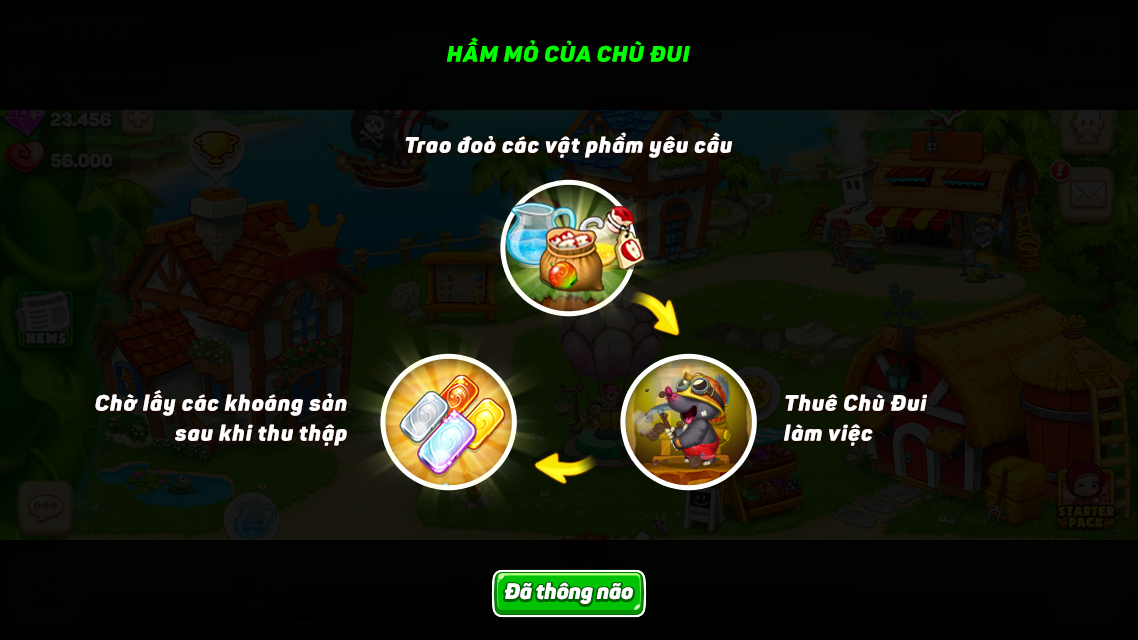 HẦM MỎ CỦA CHÙ ĐUI
23.456
Trao đoỏ các vật phẩm yêu cầu
56.000
NEWS
Chờ lấy các khoáng sản
sau khi thu thập
Thuê Chù Đui
làm việc
STARTER
PACK
Đã thông não